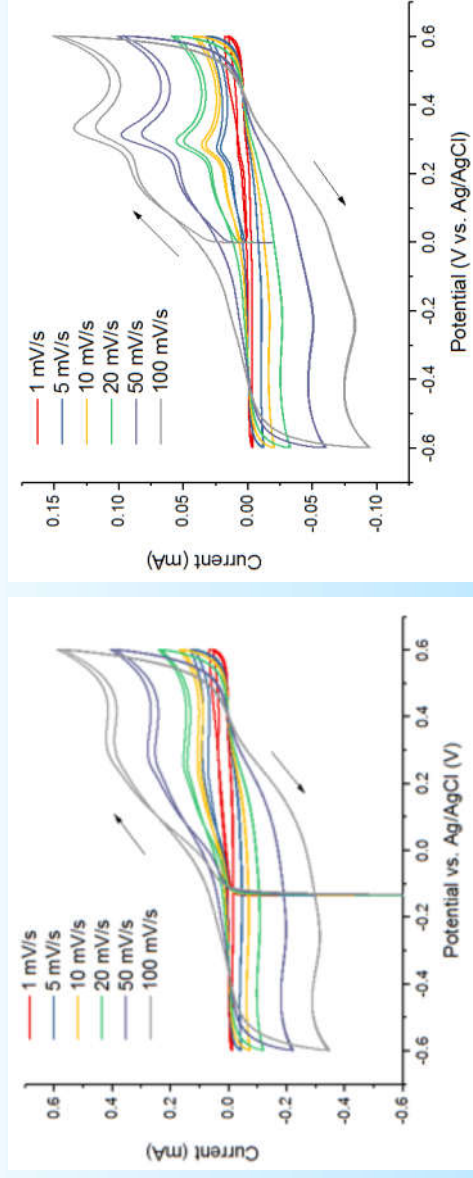 1 mV/s
5 mV/s
10 mV/s
20 mV/s
50 mV/s
100 mV/s
Current (mA)
0.6
0.4
0.2
0.0
-0.2
-0.4
-0.6
-0.6 -0.4 -0.2 0.0 0.2 0.4 0.6
Potential vs. Ag/AgCl (V)
1 mV/s
5 mV/s
10 mV/s
20 mV/s
50 mV/s
100 mV/s
Current (mA)
0.15
0.10
0.05
0.00
-0.05
-0.10
-0.6 -0.4 -0.2 0.0 0.2 0.4 0.6
Potential (V vs. Ag/AgCl)